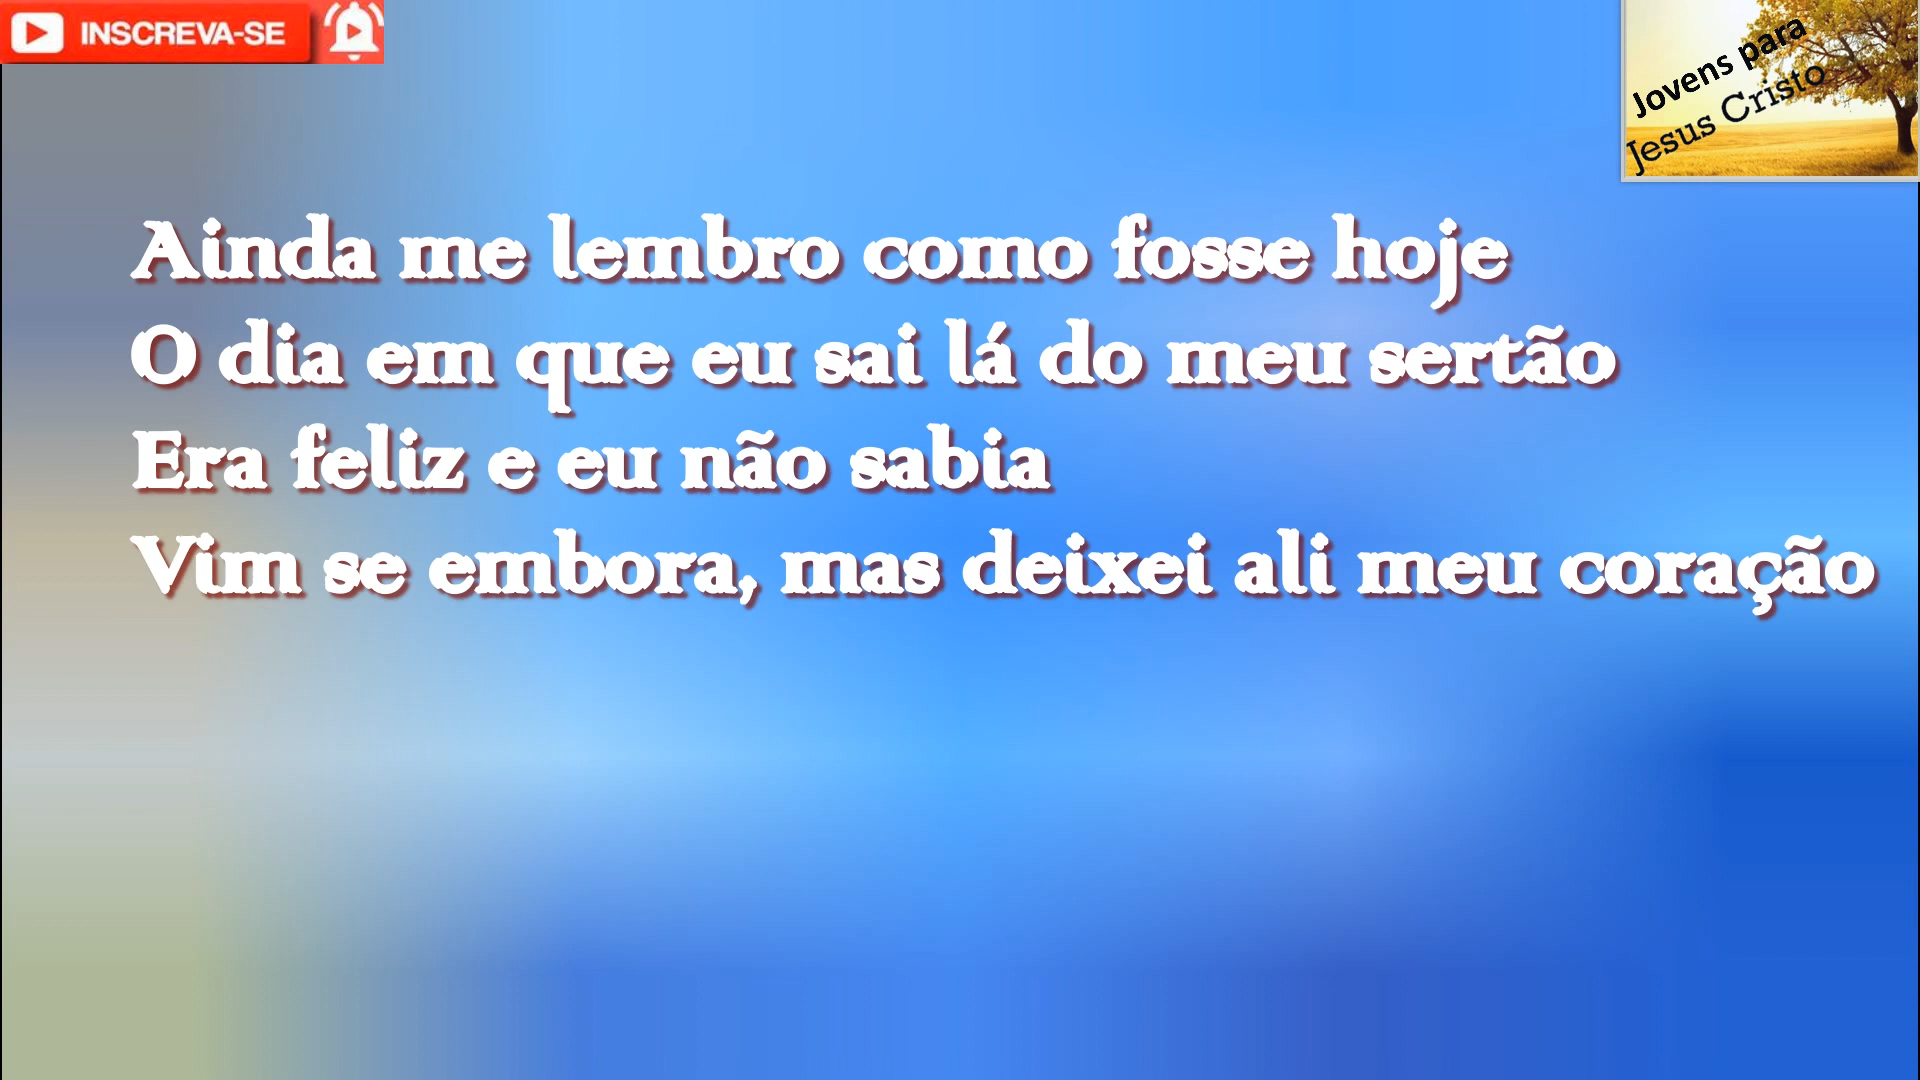 INSCREVA-SE
Jovens para
Jesus Cristo
Ainda me lembro como fosse hoje
O dia em que eu sai lá do meu sertão
Era feliz e eu não sabia
Vim se embora, mas deixei ali meu coração